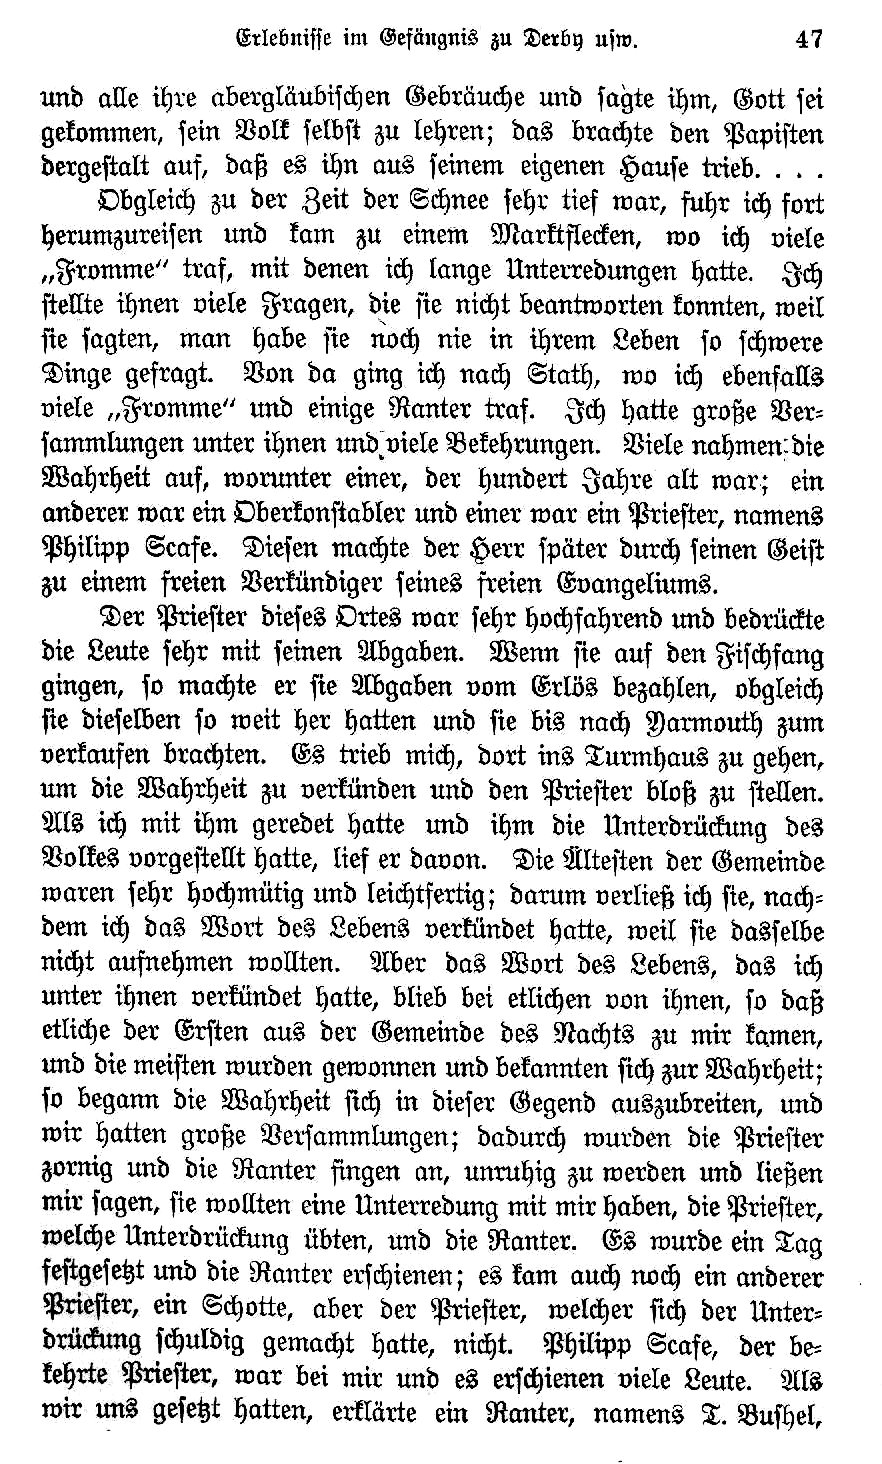 Erlebnisse im Gefängnis zu Derby usw. 47
und alle ihre abergläubischen Gebräuche und sagte ihm, Gott sei
gekommen, sein Volk selbst zu lehren; das brachte den Papisten
dergestalt auf, daß es ihn aus seinem eigenen Hause trieb. . . .
Obgleich zu der Zeit der Schnee sehr tief war, fuhr ich fort
herumzureisen und kam zu einem Marktflecken, wo ich viele
„Fromme“ traf, mit denen ich lange Unterredungen hatte. Ich
stellte ihnen viele Fragen, die sie nicht beantworten konnten, weil
sie sagten, man habe sie noch nie in ihrem Leben so schwere
Dinge gefragt. Von da ging ich nach Stath, wo ich ebenfalls
viele „Fromme“ und einige Ranter traf. Ich hatte große Ver-
sammlungen unter ihnen und viele Bekehrungen. Viele nahmen die
Wahrheit auf, worunter einer, der hundert Jahre alt war; ein
anderer war ein Oberkonstabler und einer war ein Priester, namens
Philipp Scafe. Diesen machte der Herr später durch seinen Geist
zu einem freien Verkündiger seines freien Evangeliums.
Der Priester dieses Ortes war sehr hochfahrend und bedrückte
die Leute sehr mit seinen Abgaben. Wenn sie auf den Fischfang
gingen, so machte er sie Abgaben vom Erlös bezahlen, obgleich
sie dieselben so weit her hatten und sie bis nach Yarmouth zum
verkaufen brachten. Es trieb mich, dort ins Turmhaus zu gehen,
um die Wahrheit zu verkünden und den Priester bloß zu stellen.
Als ich mit ihm geredet hatte und ihm die Unterdrückung des
Volkes vorgestellt hatte, lief er davon. Die Ältesten der Gemeinde
waren sehr hochmütig und leichtfertig; darum verließ ich sie, nach-
dem ich das Wort des Lebens verkündet hatte, weil sie dasselbe
nicht aufnehmen wollten. Aber das Wort des Lebens, das ich
unter ihnen verkündet hatte, blieb bei etlichen von ihnen, so daß
etliche der Ersten aus der Gemeinde des Nachts zu mir kamen,
und die meisten wurden gewonnen und bekannten sich zur Wahrheit;
so begann die Wahrheit sich in dieser Gegend auszubreiten, und
wir hatten große Versammlungen; dadurch wurden die Priester
zornig und die Ranter fingen an, unruhig zu werden und ließen
mir sagen, sie wollten eine Unterredung mit mir haben, die Priester,
welche Unterdrückung übten, und die Ranter. Es wurde ein Tag
festgesetzt und die Ranter erschienen; es kam auch noch ein anderer
Priester, ein Schotte, aber der Priester, welcher sich der Unter-
drückung schuldig gemacht hatte, nicht. Philipp Scafe, der be-
kehrte Priester, war bei mir und es erschienen viele Leute. Als
wir uns gesetzt hatten, erklärte ein Ranter, namens T. Bushel,